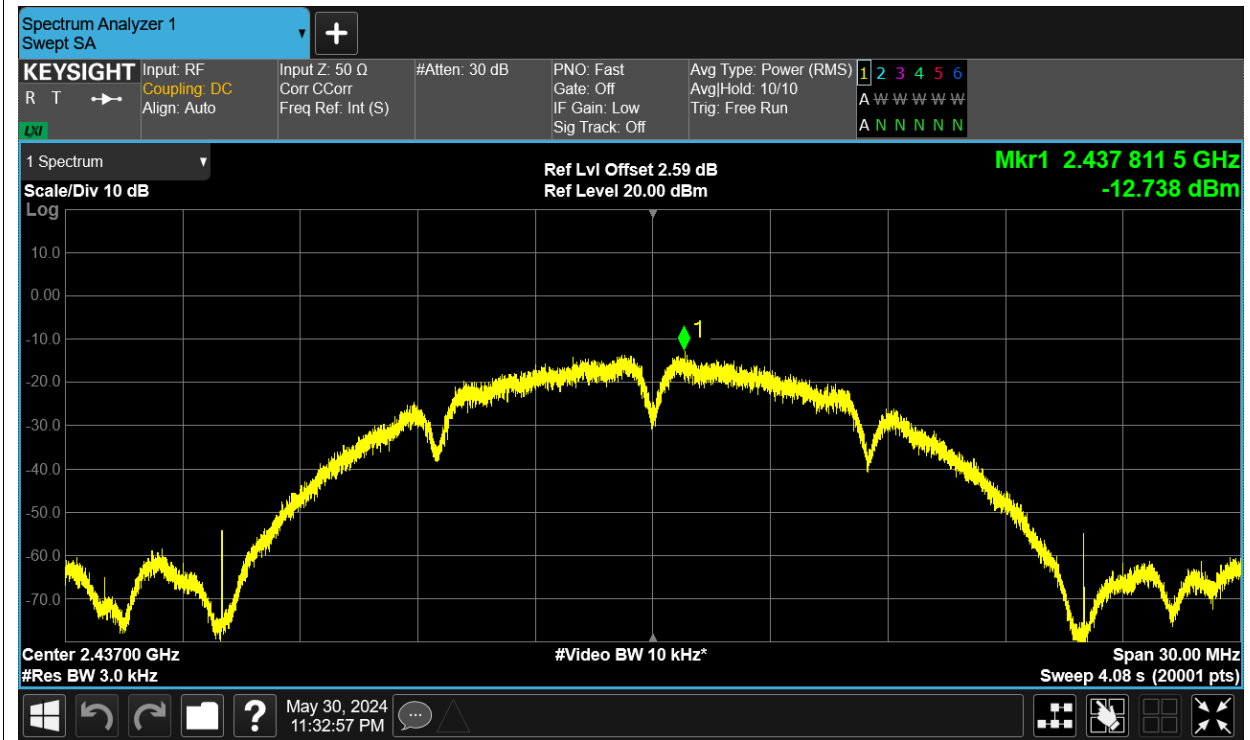 Spectrum Analyzer 1
Swept SA
KEYSIGHT
R T
LXI
Input: RF
Coupling: DC
Align: Auto
Input Z: 50 Ω
Corr CCorr
Freq Ref: Int (S)
#Atten: 30 dB
PNO: Fast
Gate: Off
IF Gain: Low
Sig Track: Off
Avg Type: Power (RMS)
Avg|Hold: 10/10
Trig: Free Run
1 2 3 4 5 6
A W W W W W
A N N N N N
1 Spectrum
Scale/Div 10 dB
Log
Ref Lvl Offset 2.59 dB
Ref Level 20.00 dBm
Mkr1 2.437 811 5 GHz
-12.738 dBm
10.0
0.00
-10.0
-20.0
-30.0
-40.0
-50.0
-60.0
-70.0
1
Center 2.43700 GHz
#Res BW 3.0 kHz
#Video BW 10 kHz*
Span 30.00 MHz
Sweep 4.08 s (20001 pts)
?
May 30, 2024
11:32:57 PM